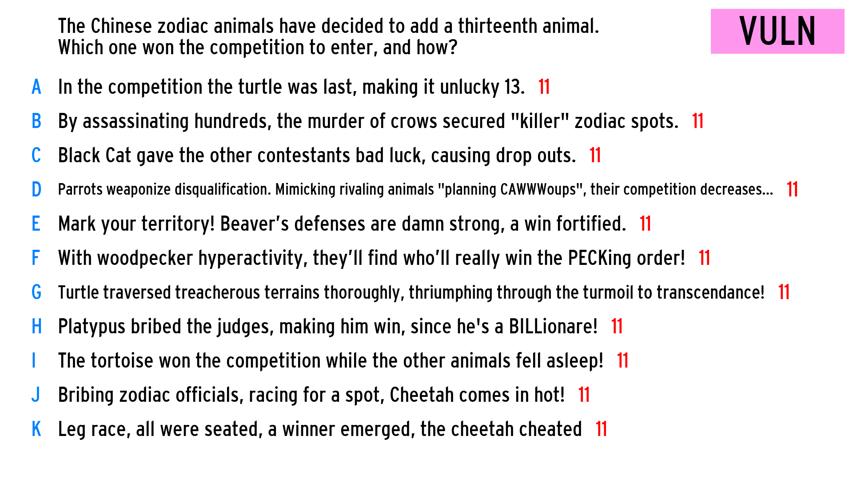 The Chinese zodiac animals have decided to add a thirteenth animal.
Which one won the competition to enter, and how?
VULN
A In the competition the turtle was last, making it unlucky 13. 11
B By assassinating hundreds, the murder of crows secured "killer" zodiac spots. 11
C Black Cat gave the other contestants bad luck, causing drop outs. 11
D Parrots weaponize disqualification. Mimicking rivaling animals "planning CAWWWoups", their competition decreases... 11
E Mark your territory! Beaver's defenses are damn strong, a win fortified. 11
F With woodpecker hyperactivity, they'll find who'll really win the PECKing order! 11
G Turtle traversed treacherous terrains thoroughly, thriumphing through the turmoil to transcendance! 11
H Platypus bribed the judges, making him win, since he's a BILLionare! 11
I The tortoise won the competition while the other animals fell asleep! 11
J Bribing zodiac officials, racing for a spot, Cheetah comes in hot! 11
K Leg race, all were seated, a winner emerged, the cheetah cheated 11